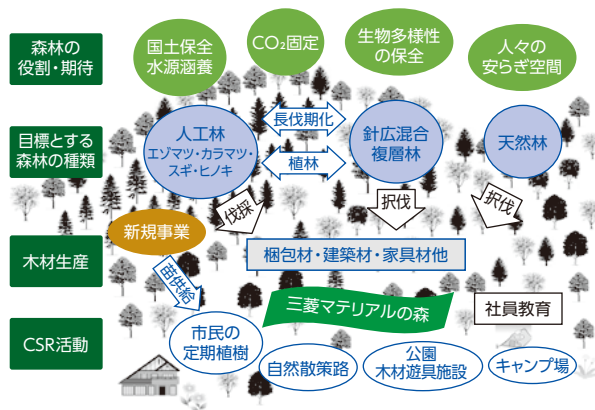 森林の
役割・期待
国土保全
水源涵養
CO₂固定
生物多様性
の保全
人々の
安らぎ空間
目標とする
森林の種類
人工林
エゾマツ・カラマツ・
スギ・ヒノキ
長伐期化
植林
針広混合
複層林
天然林
伐採
択伐
択伐
新規事業
木材生産
梱包材・建築材・家具材他
苗供給
三菱マテリアルの森
社員教育
CSR活動
市民の
定期植樹
自然散策路
公園
木材遊具施設
キャンプ場